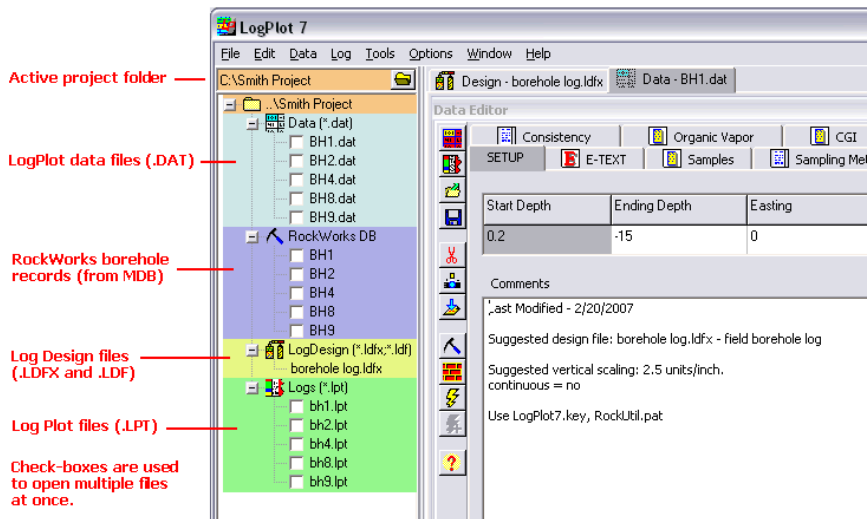 LogPlot 7
File Edit Data Log Tools Options Window Help
Active project folder
C:\Smith Project
Design - borehole log.ldfx
Data - BH1.dat
..\Smith Project
Data Editor
Data (*.dat)
BH1.dat
BH2.dat
BH4.dat
BH8.dat
BH9.dat
LogPlot data files (.DAT)
RockWorks DB
BH1
BH2
BH4
BH8
BH9
RockWorks borehole
records (from MDB)
LogDesign (*.ldfx;*.ldf)
borehole log.ldfx
Log Design files
(.LDFX and .LDF)
Logs (*.lpt)
bh1.lpt
bh2.lpt
bh4.lpt
bh8.lpt
bh9.lpt
Log Plot files (.LPT)
Check-boxes are used
to open multiple files
at once.
Consistency
Organic Vapor
CGI
SETUP
E-TEXT
Samples
Sampling Met
Start Depth Ending Depth Easting
0.2 -15 0
Comments
Last Modified - 2/20/2007
Suggested design file: borehole log.ldfx - field borehole log
Suggested vertical scaling: 2.5 units/inch.
continuous = no
Use LogPlot7.key, RockUtil.pat